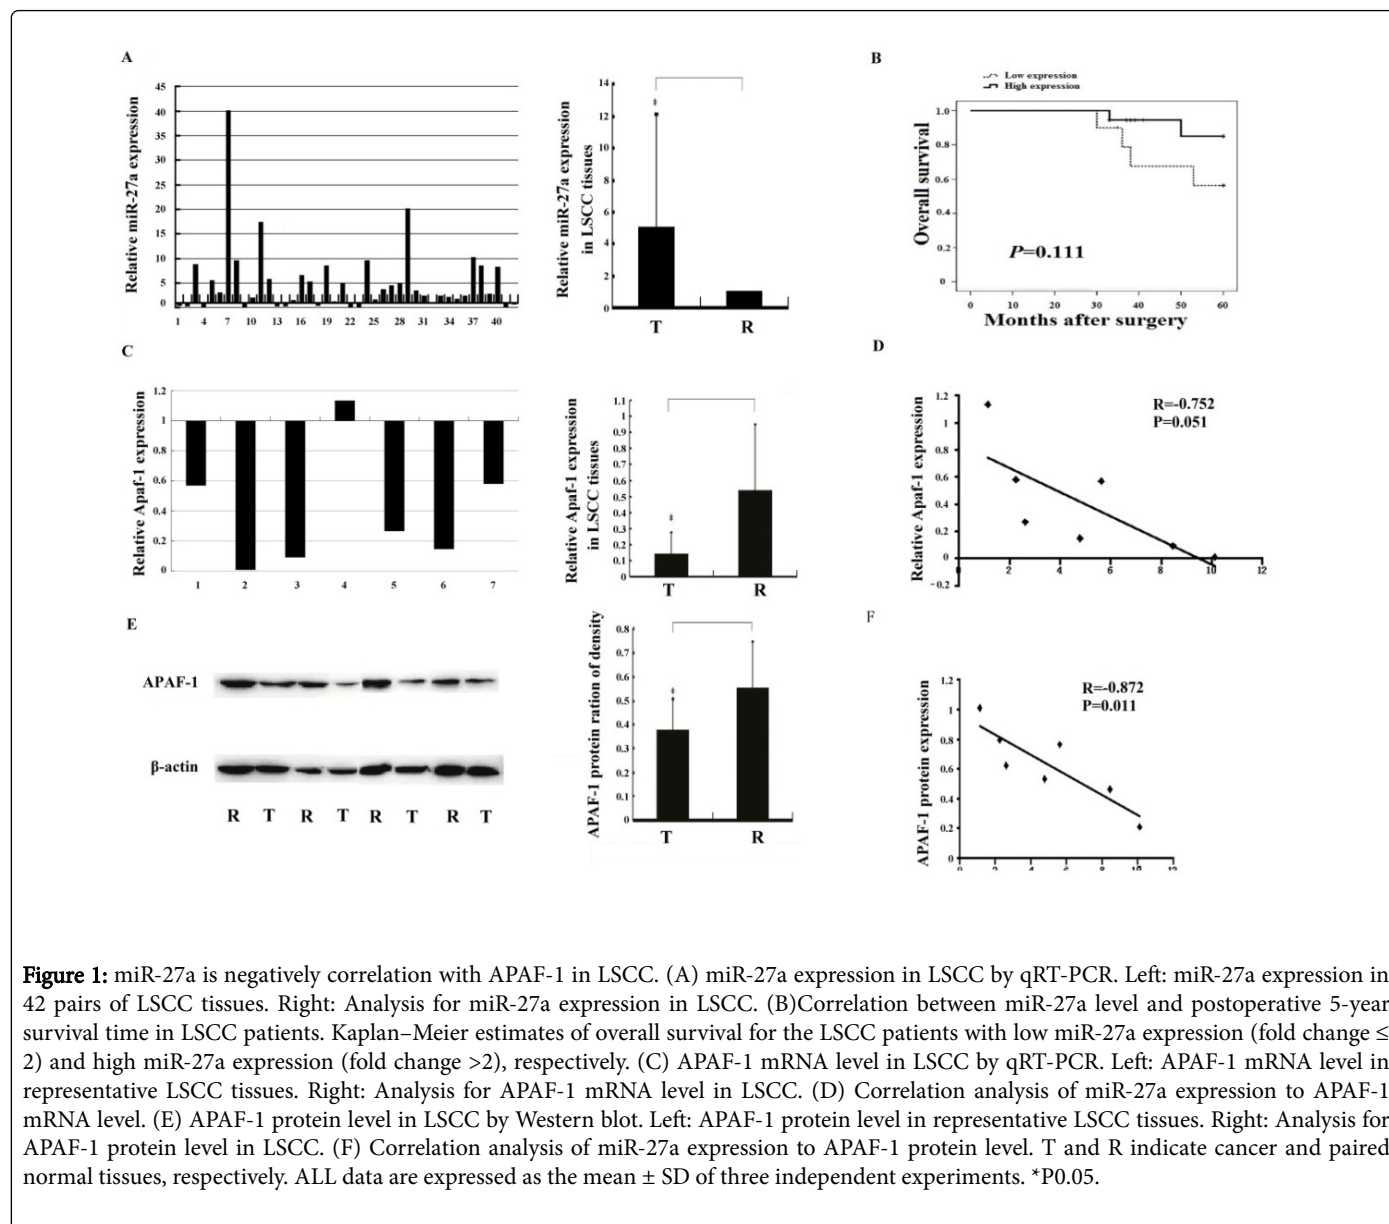 A
Relative miR-27a expression
45
40
35
30
25
20
15
10
5
0
1 4 7 10 13 16 19 22 25 28 31 34 37 40
Relative miR-27a expression
in LSCC tissues
14
12
10
8
6
4
2
0
T R
B
Low expression
High expression
Overall survival
1.0
0.8
0.6
0.4
0.2
0
P=0.111
0 10 20 30 40 50 60
Months after surgery
C
Relative Apaf-1 expression
1.2
1
0.8
0.6
0.4
0.2
0
1 2 3 4 5 6 7
Relative Apaf-1 expression
in LSCC tissues
1.1
1
0.9
0.8
0.7
0.6
0.5
0.4
0.3
0.2
0.1
0
T R
D
Relative Apaf-1 expression
R=-0.752
P=0.051
1.2
1
0.8
0.6
0.4
0.2
0
-0.2
0 2 4 6 8 10 12
E
APAF-1
β-actin
R T R T R T R T
APAF-1 protein ration of density
0.8
0.7
0.6
0.5
0.4
0.3
0.2
0.1
0
T R
F
APAF-1 protein expression
R=-0.872
P=0.011
1.2
1
0.8
0.6
0.4
0.2
0
0 2 4 6 8 10 12
Figure 1: miR-27a is negatively correlation with APAF-1 in LSCC. (A) miR-27a expression in LSCC by qRT-PCR. Left: miR-27a expression in
42 pairs of LSCC tissues. Right: Analysis for miR-27a expression in LSCC. (B)Correlation between miR-27a level and postoperative 5-year
survival time in LSCC patients. Kaplan–Meier estimates of overall survival for the LSCC patients with low miR-27a expression (fold change ≤
2) and high miR-27a expression (fold change >2), respectively. (C) APAF-1 mRNA level in LSCC by qRT-PCR. Left: APAF-1 mRNA level in
representative LSCC tissues. Right: Analysis for APAF-1 mRNA level in LSCC. (D) Correlation analysis of miR-27a expression to APAF-1
mRNA level. (E) APAF-1 protein level in LSCC by Western blot. Left: APAF-1 protein level in representative LSCC tissues. Right: Analysis for
APAF-1 protein level in LSCC. (F) Correlation analysis of miR-27a expression to APAF-1 protein level. T and R indicate cancer and paired
normal tissues, respectively. ALL data are expressed as the mean ± SD of three independent experiments. *P0.05.